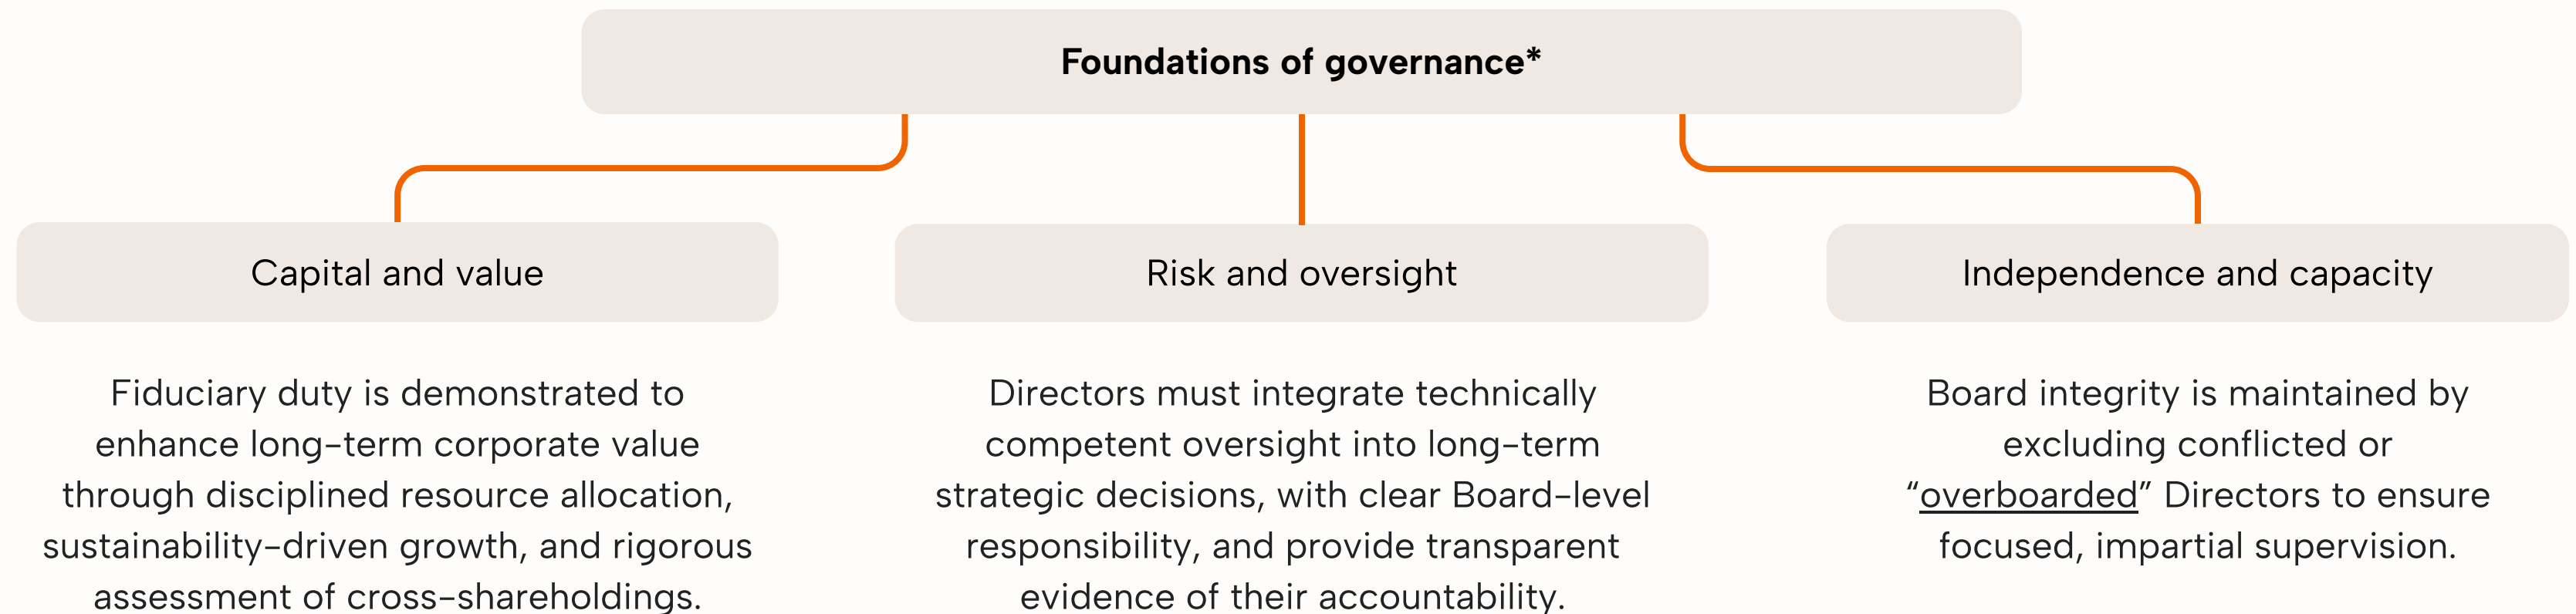 Foundations of governance*
Capital and value
Fiduciary duty is demonstrated to
enhance long-term corporate value
through disciplined resource allocation,
sustainability-driven growth, and rigorous
assessment of cross-shareholdings.
Risk and oversight
Directors must integrate technically
competent oversight into long-term
strategic decisions, with clear Board-level
responsibility, and provide transparent
evidence of their accountability.
Independence and capacity
Board integrity is maintained by
excluding conflicted or
“overboarded” Directors to ensure
focused, impartial supervision.